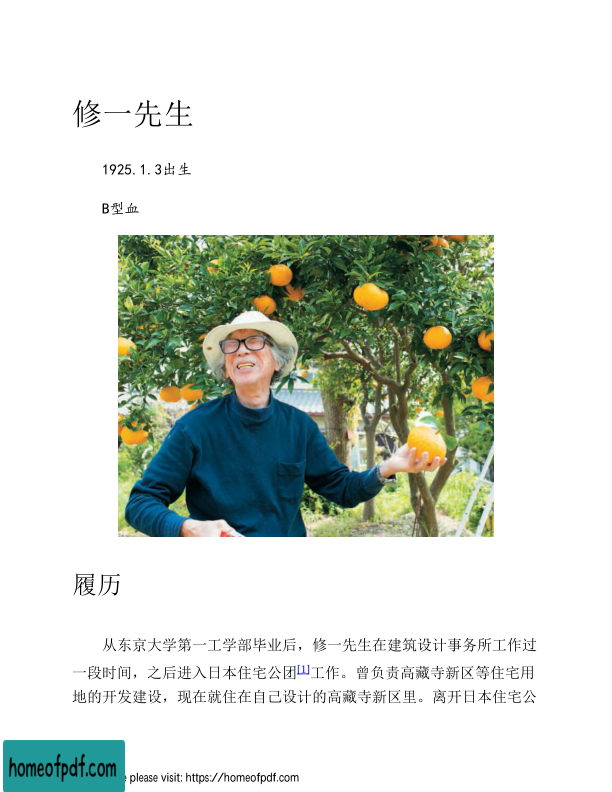 修一先生
1925.1.3出生
B型血
履历
从东京大学第一工学部毕业后，修一先生在建筑设计事务所工作过
一段时间，之后进入日本住宅公团[1]工作。曾负责高藏寺新区等住宅用
地的开发建设，现在就住在自己设计的高藏寺新区里。离开日本住宅公
homeofpdf.com
e please visit: https://homeofpdf.com